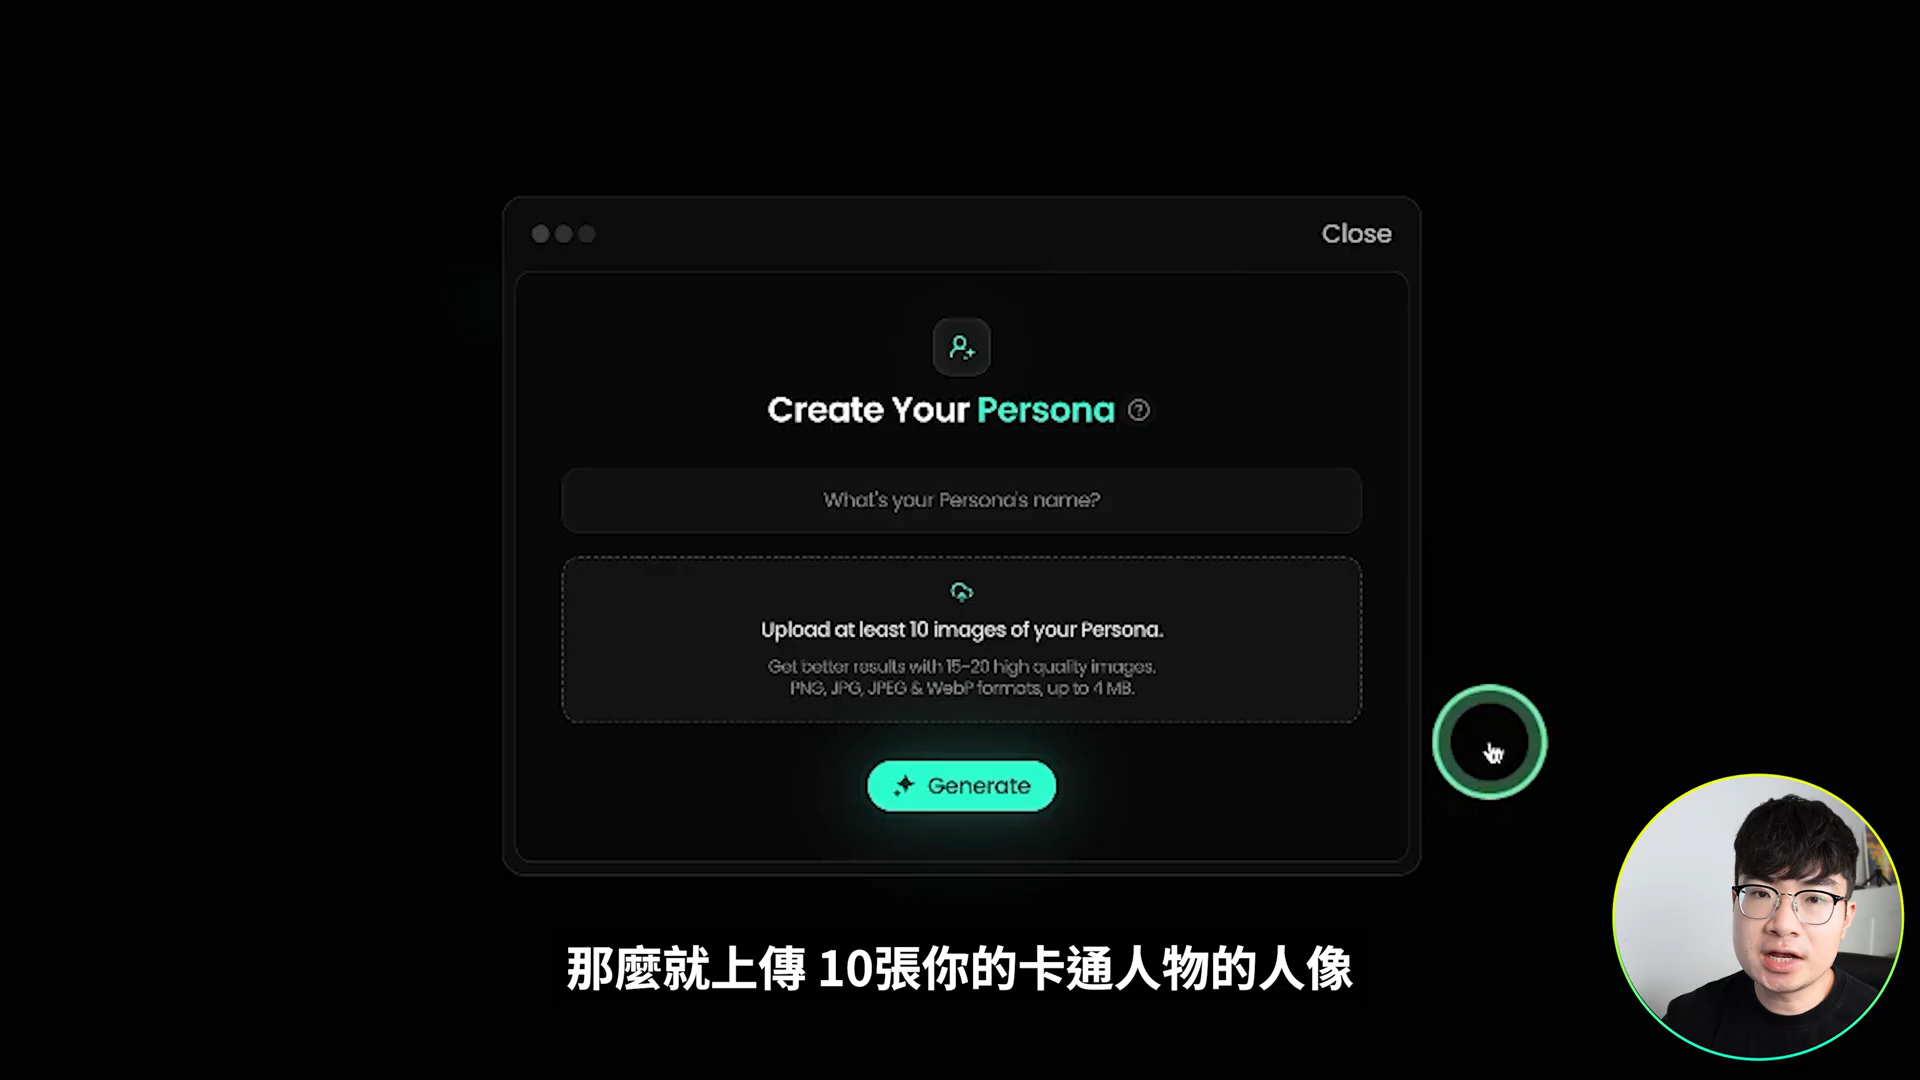 Close
Create Your Persona
What's your Persona's name?
Upload at least 10 images of your Persona.
Get better results with 15-20 high quality images.
PNG, JPG, JPEG & WebP formats, up to 4 MB.
Generate
那麼就上傳 10張你的卡通人物的人像